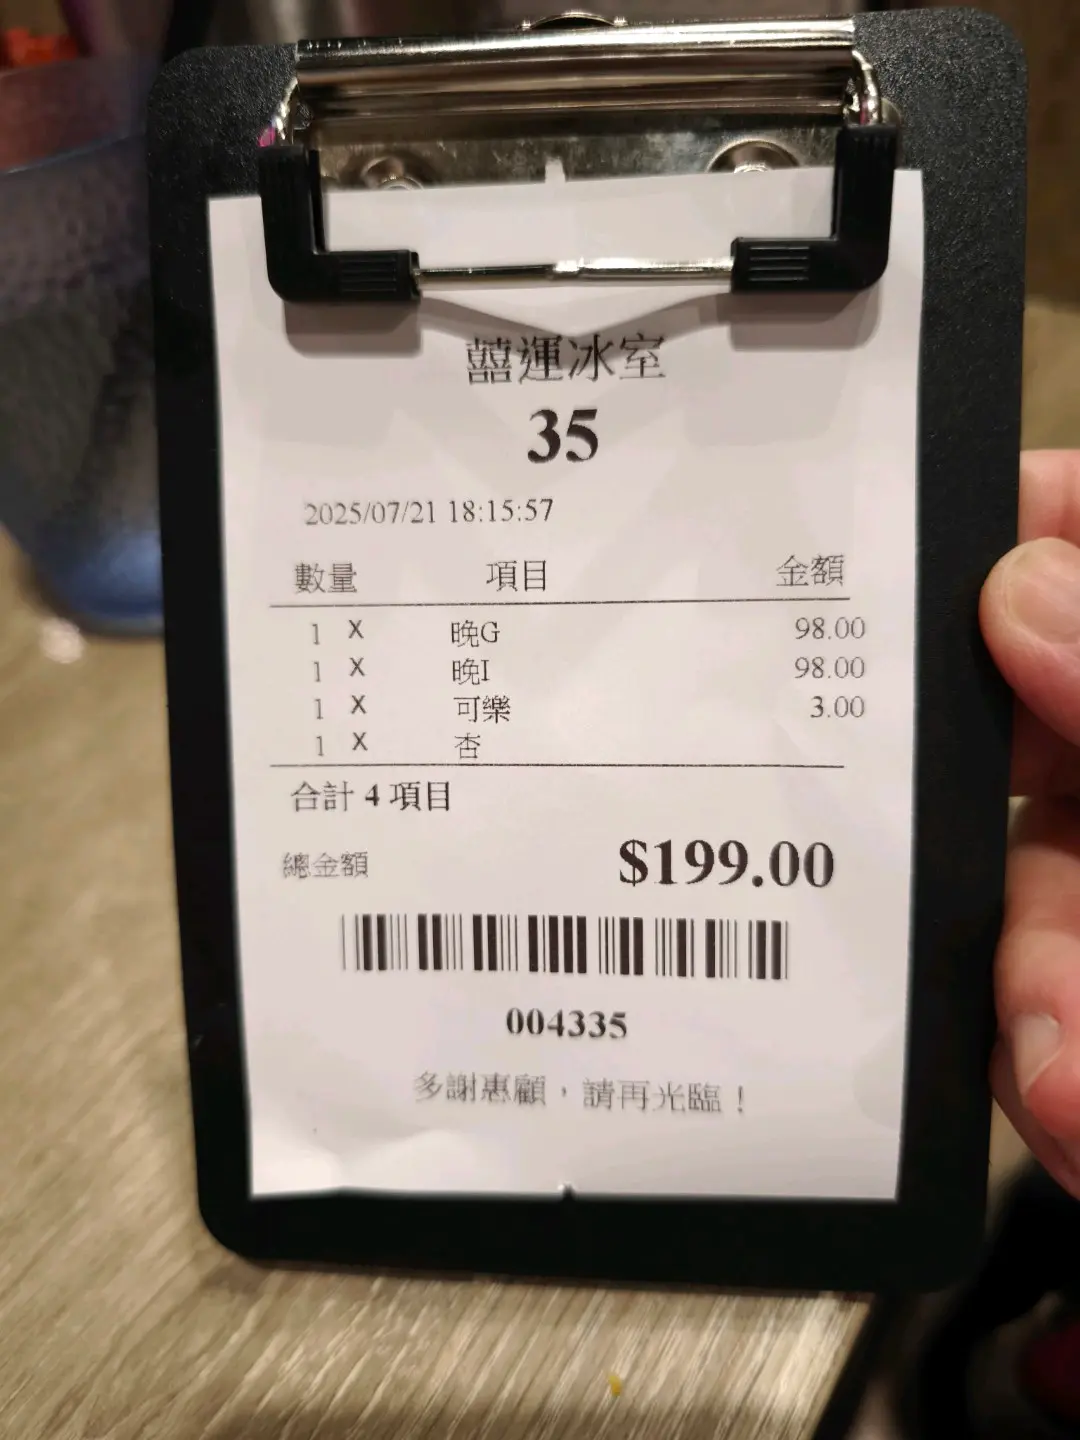 囍運冰室
35
2025/07/21 18:15:57
數量 項目 金額
1 X 晚G 98.00
1 X 晚I 98.00
1 X 可樂 3.00
1 X 杏
合計 4 項目
總金額 $199.00
004335
多謝惠顧，請再光臨！